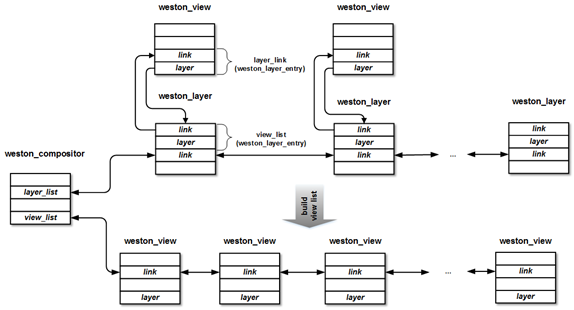 weston_view
weston_view
link
layer
layer_link
(weston_layer_entry)
link
layer
weston_layer
weston_layer
weston_layer
link
layer
link
view_list
(weston_layer_entry)
link
layer
link
...
link
layer
link
weston_compositor
layer_list
view_list
build
view list
weston_view
weston_view
weston_view
weston_view
link
layer
link
layer
link
layer
...
link
layer